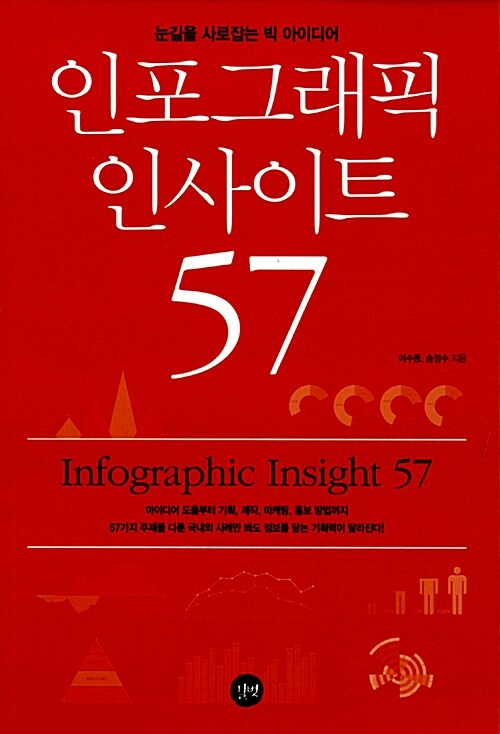 눈길을 사로잡는 빅 아이디어
인포그래픽
인사이트
57
이수동, 송정수 지음
Infographic Insight 57
아이디어 도출부터 기획, 제작, 마케팅, 홍보 방법까지
57가지 주제를 다룬 국내외 사례만 봐도 정보를 담는 기획력이 달라진다!
길벗